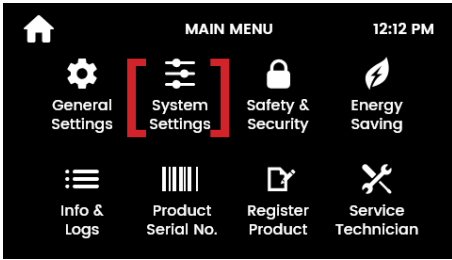 MAIN MENU 12:12 PM
General Settings
System Settings
Safety & Security
Energy Saving
Info & Logs
Product Serial No.
Register Product
Service Technician